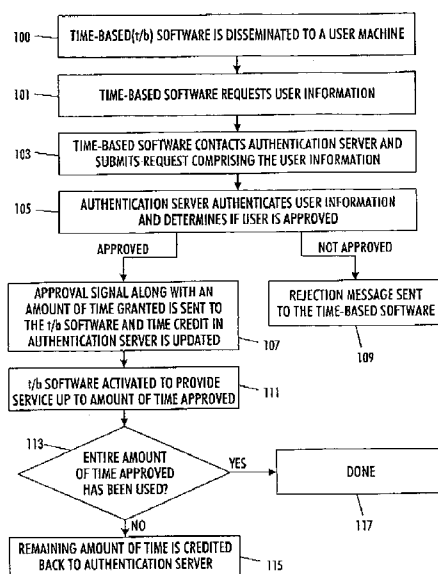 100
TIME-BASED(t/b) SOFTWARE IS DISSEMINATED TO A USER MACHINE
101
TIME-BASED SOFTWARE REQUESTS USER INFORMATION
103
TIME-BASED SOFTWARE CONTACTS AUTHENTICATION SERVER AND
SUBMITS REQUEST COMPRISING THE USER INFORMATION
105
AUTHENTICATION SERVER AUTHENTICATES USER INFORMATION
AND DETERMINES IF USER IS APPROVED
APPROVED
NOT APPROVED
APPROVAL SIGNAL ALONG WITH AN
AMOUNT OF TIME GRANTED IS SENT TO
THE t/b SOFTWARE AND TIME CREDIT IN
AUTHENTICATION SERVER IS UPDATED
107
REJECTION MESSAGE SENT
TO THE TIME-BASED SOFTWARE
109
t/b SOFTWARE ACTIVATED TO PROVIDE
SERVICE UP TO AMOUNT OF TIME APPROVED
111
113
ENTIRE AMOUNT
OF TIME APPROVED
HAS BEEN USED?
YES
DONE
117
NO
REMAINING AMOUNT OF TIME IS CREDITED
BACK TO AUTHENTICATION SERVER
115